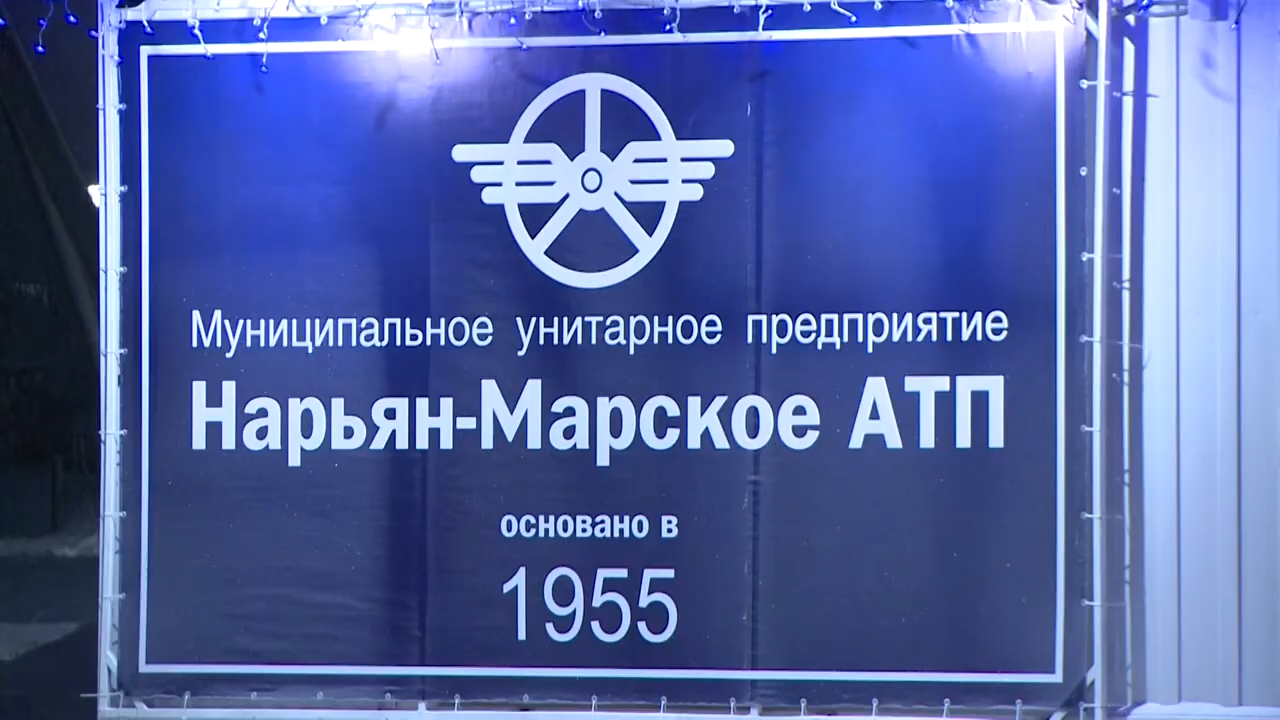 Муниципальное унитарное предприятие
Нарьян-Марское АТП
основано в
1955